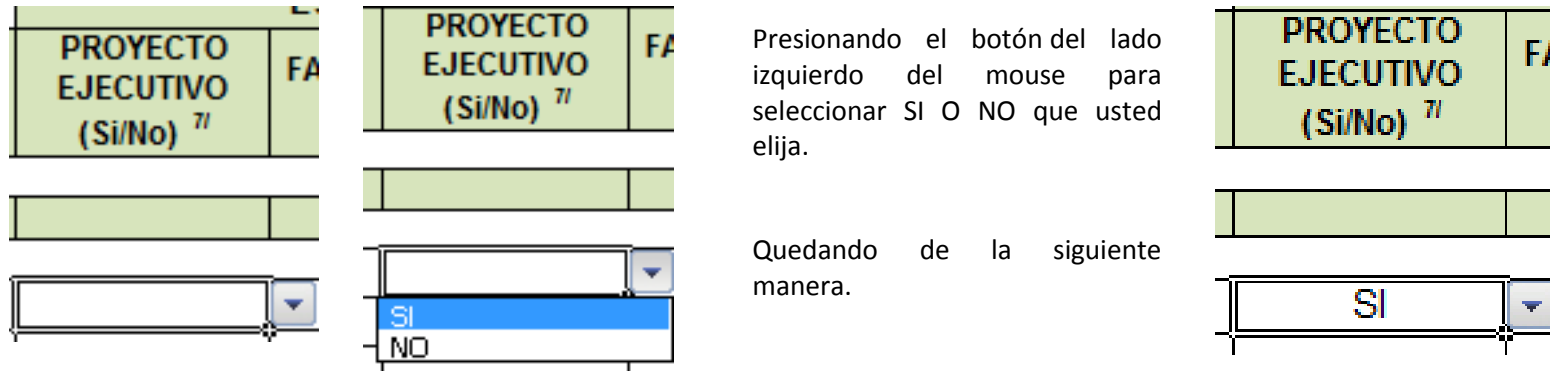 PROYECTO
EJECUTIVO
(Si/No) 7/
FA
PROYECTO
EJECUTIVO
(Si/No) 7/
FA
SI
NO
Presionando el botón del lado
izquierdo del mouse para
seleccionar SI O NO que usted
elija.
Quedando de la siguiente
manera.
PROYECTO
EJECUTIVO
(Si/No) 7/
FA
SI